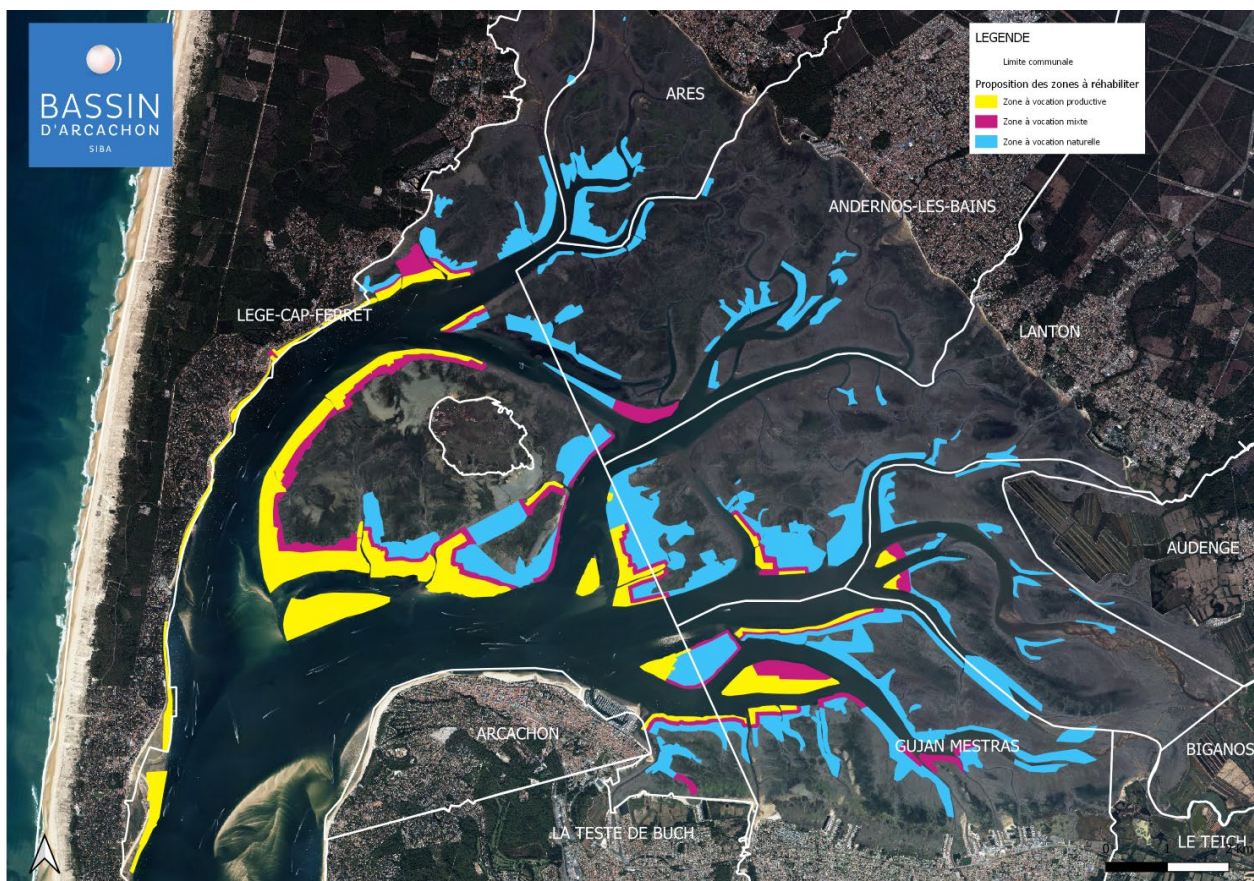 BASSIN
D'ARCACHON
SIBA
LEGENDE
Limite communale
Proposition des zones à réhabiliter
Zone à vocation productive
Zone à vocation mixte
Zone à vocation naturelle
ARES
ANDERNOS-LES-BAINS
LEGE-CAP-FERRET
LANTON
AUDENGE
ARCACHON
GUJAN MESTRAS
BIGANOS
LA TESTE DE BUCH
LE TEICH
0 1